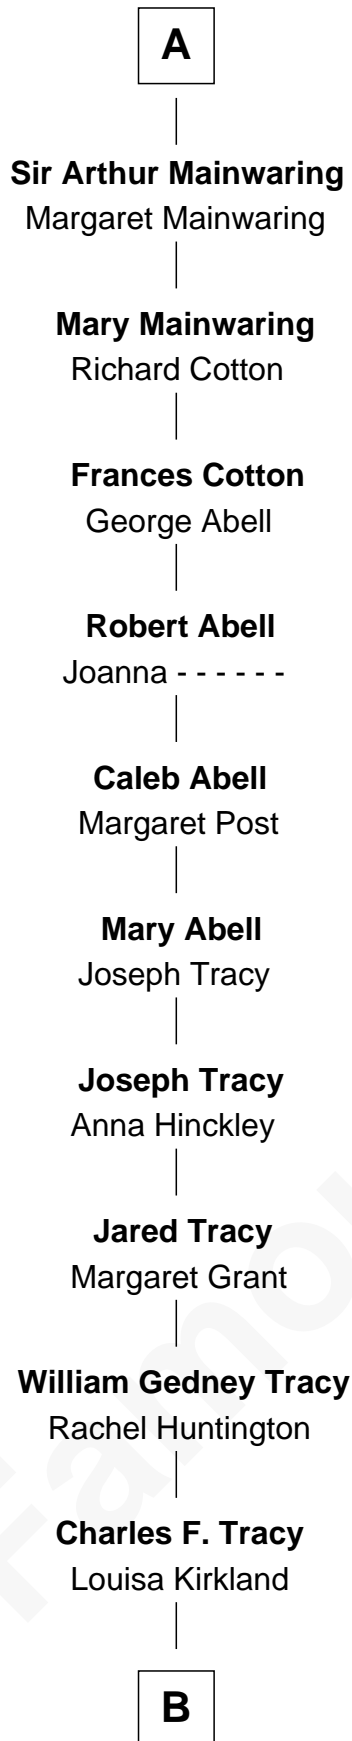 A
Sir Arthur Mainwaring
Margaret Mainwaring
Mary Mainwaring
Richard Cotton
Frances Cotton
George Abell
Robert Abell
Joanna - - - - - -
Caleb Abell
Margaret Post
Mary Abell
Joseph Tracy
Joseph Tracy
Anna Hinckley
Jared Tracy
Margaret Grant
William Gedney Tracy
Rachel Huntington
Charles F. Tracy
Louisa Kirkland
B